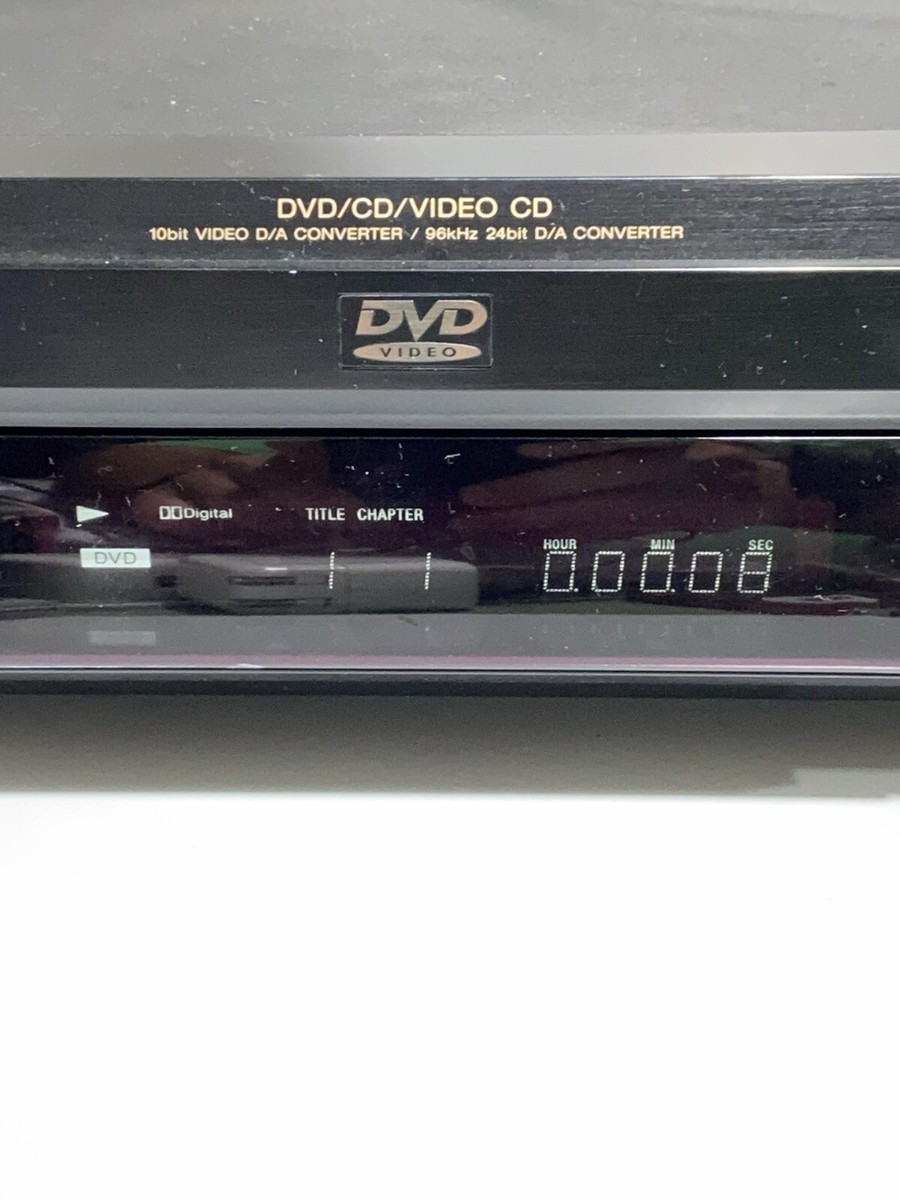 DVD/CD/VIDEO CD
10bit VIDEO D/A CONVERTER / 96kHz 24bit D/A CONVERTER
DVD
VIDEO
Digital TITLE CHAPTER
HOUR MIN SEC
DVD 1 1 0.00.08